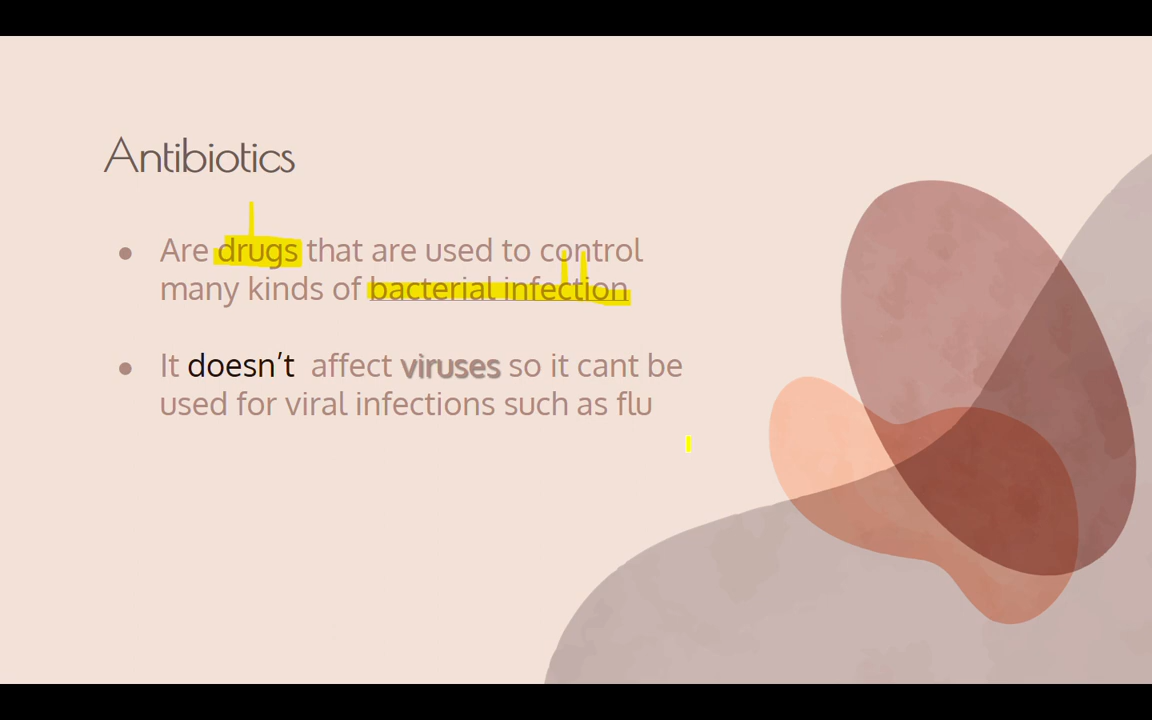 Antibiotics
● Are drugs that are used to control
many kinds of bacterial infection
● It doesn’t affect viruses so it cant be
used for viral infections such as flu